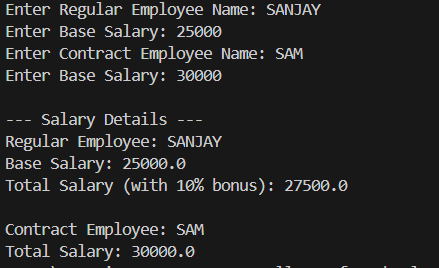 Enter Regular Employee Name: SANJAY
Enter Base Salary: 25000
Enter Contract Employee Name: SAM
Enter Base Salary: 30000
--- Salary Details ---
Regular Employee: SANJAY
Base Salary: 25000.0
Total Salary (with 10% bonus): 27500.0
Contract Employee: SAM
Total Salary: 30000.0